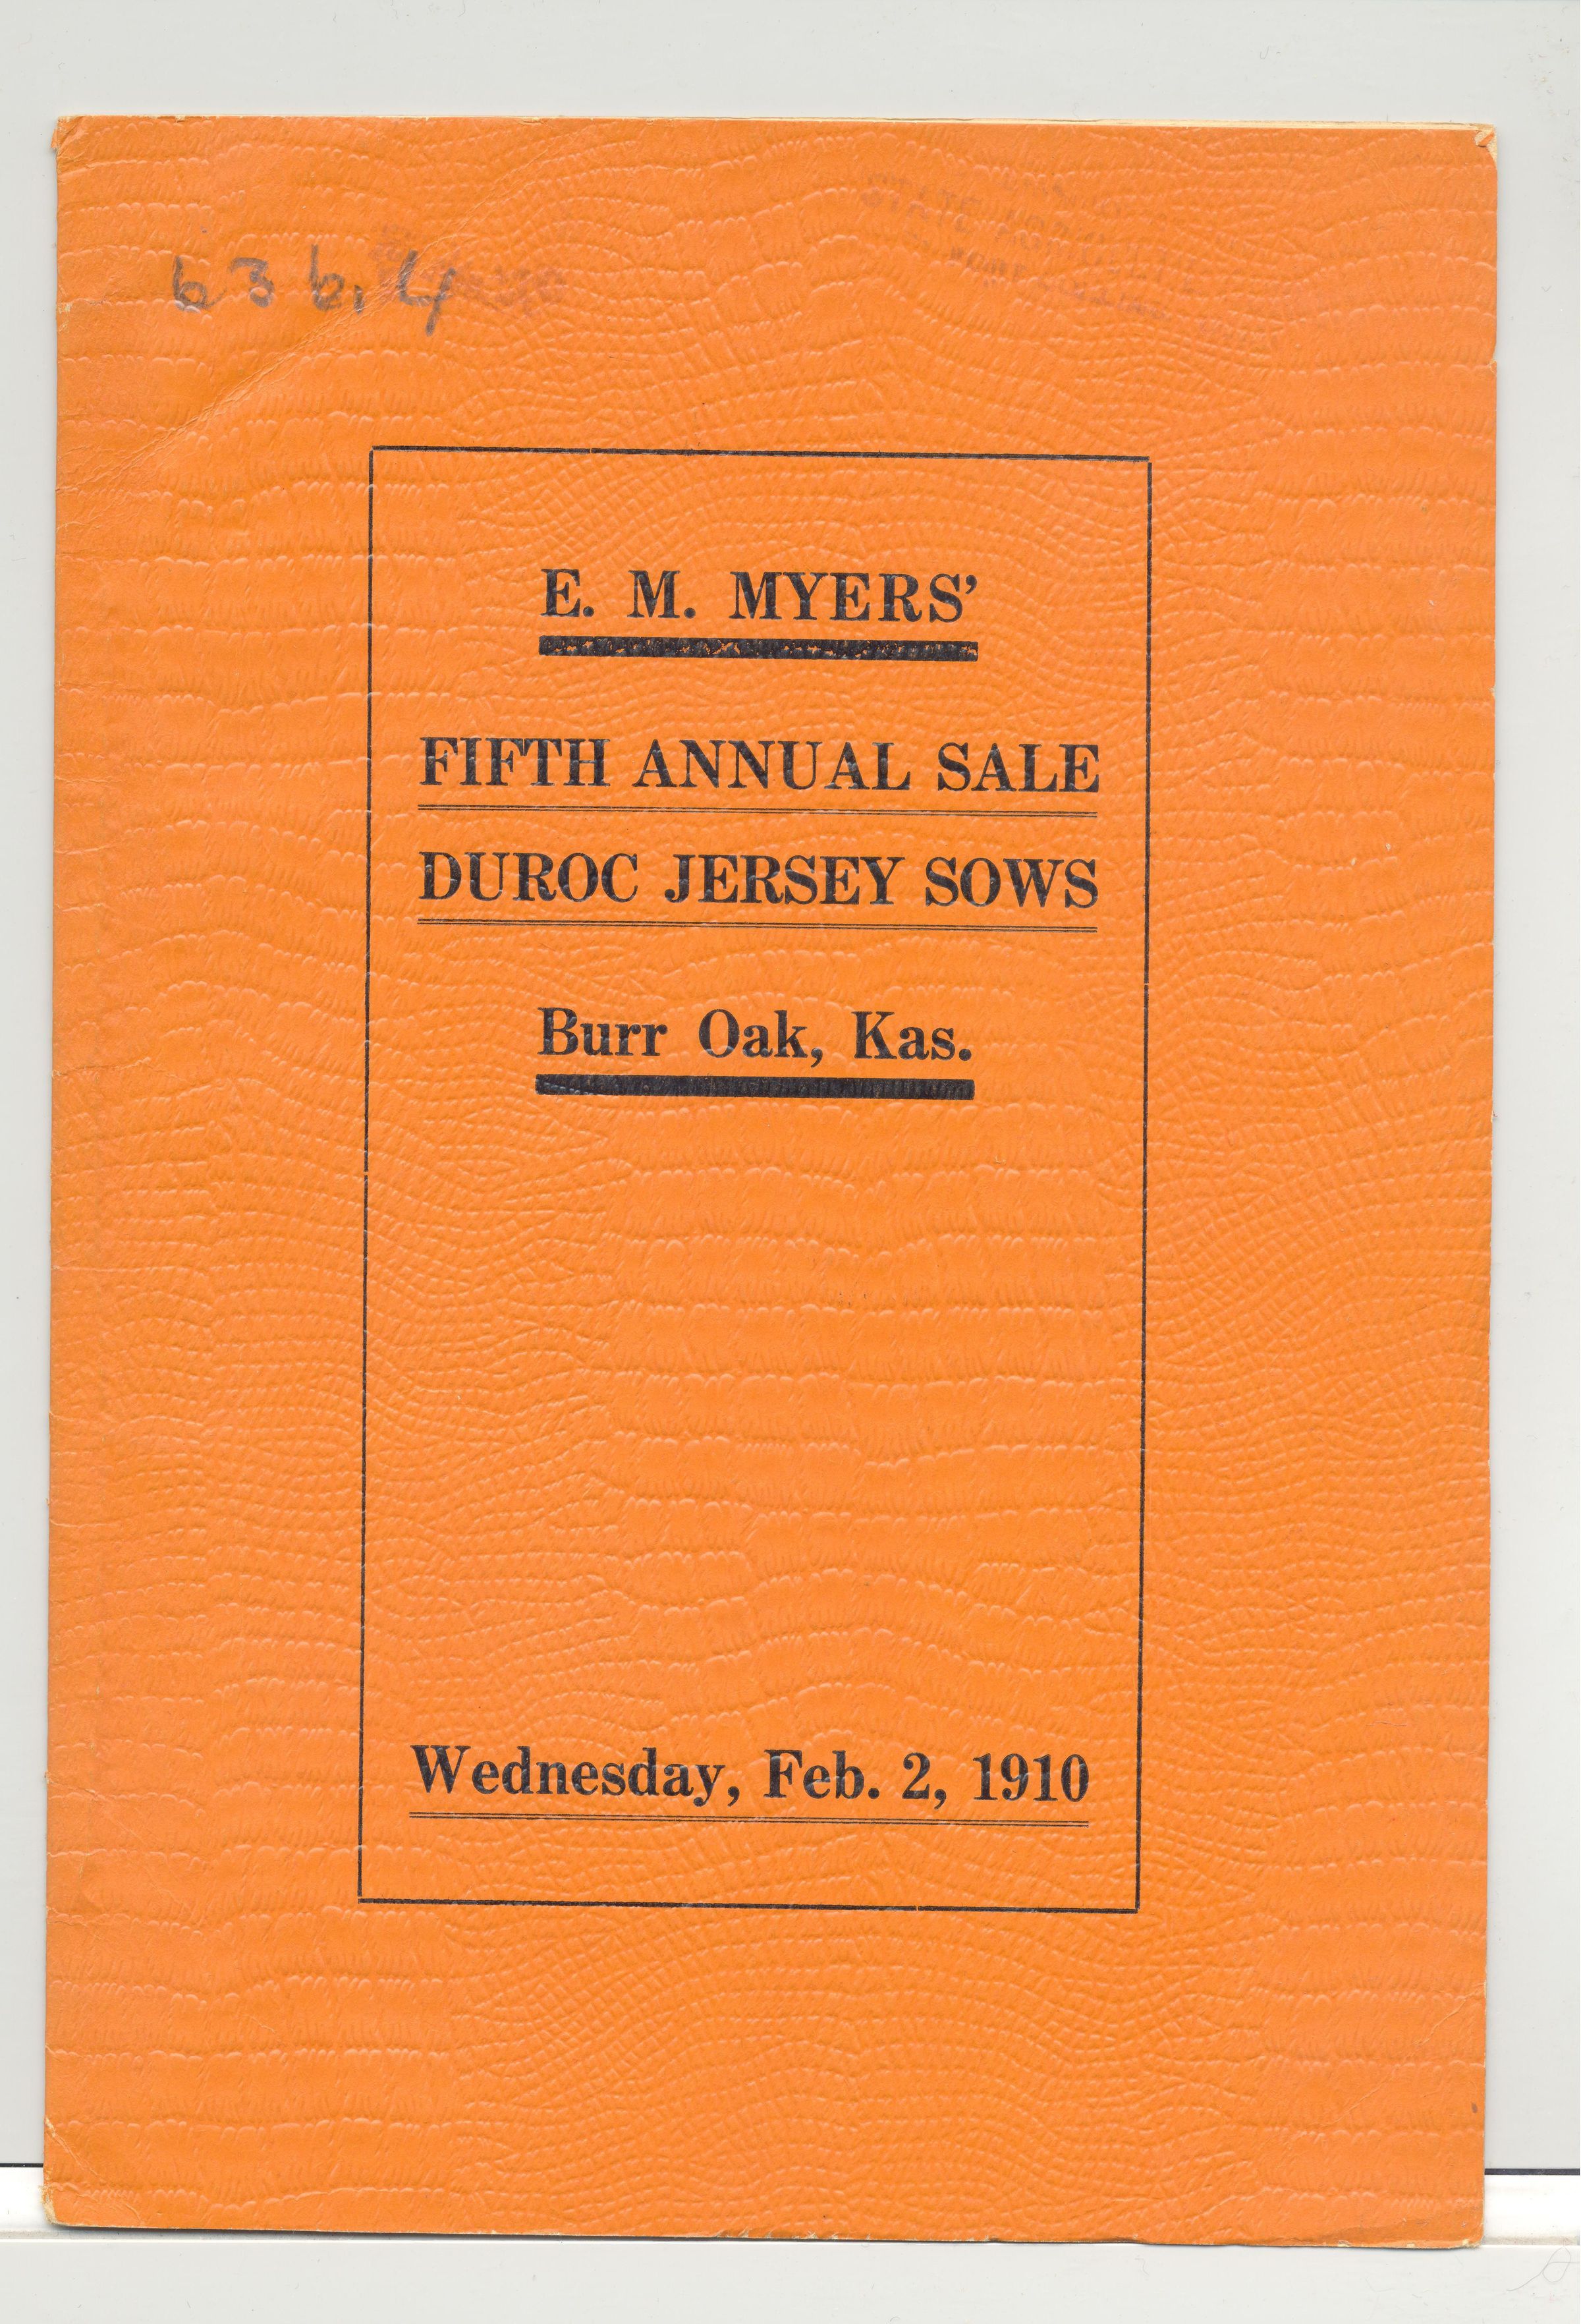 636.4
E. M. MYERS'
FIFTH ANNUAL SALE
DUROC JERSEY SOWS
Burr Oak, Kas.
Wednesday, Feb. 2, 1910